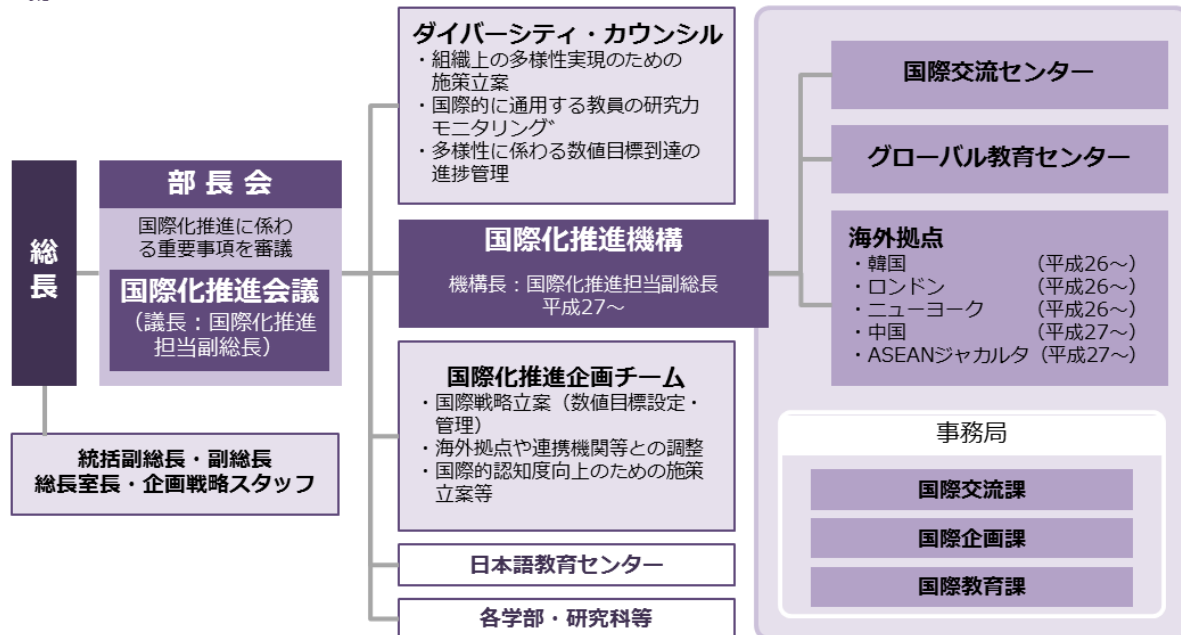 総長
部長会
国際化推進に係わ
る重要事項を審議
国際化推進会議
（議長：国際化推進
担当副総長）
統括副総長・副総長
総長室長・企画戦略スタッフ
ダイバーシティ・カウンシル
・組織上の多様性実現のための
施策立案
・国際的に通用する教員の研究力
モニタリング
・多様性に係わる数値目標到達の
進捗管理
国際化推進機構
機構長：国際化推進担当副総長
平成27～
国際化推進企画チーム
・国際戦略立案（数値目標設定・
管理）
・海外拠点や連携機関等との調整
・国際的認知度向上のための施策
立案等
日本語教育センター
各学部・研究科等
国際交流センター
グローバル教育センター
海外拠点
・韓国　（平成26～）
・ロンドン　（平成26～）
・ニューヨーク　（平成26～）
・中国　（平成27～）
・ASEANジャカルタ（平成27～）
事務局
国際交流課
国際企画課
国際教育課